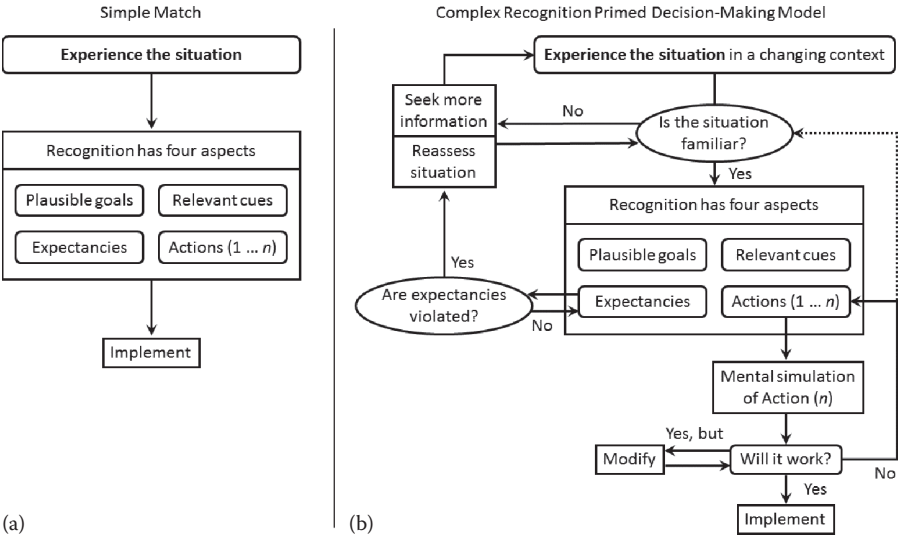 Simple Match
Experience the situation
Recognition has four aspects
Plausible goals
Relevant cues
Expectancies
Actions (1 ... n)
Implement
(a)
Complex Recognition Primed Decision-Making Model
Experience the situation in a changing context
Seek more
information
No
Is the situation
familiar?
Reassess
situation
Yes
Recognition has four aspects
Plausible goals
Relevant cues
Yes
Are expectancies
violated?
Expectancies
Actions (1 ... n)
No
Mental simulation
of Action (n)
Yes, but
Modify
Will it work?
No
Yes
Implement
(b)